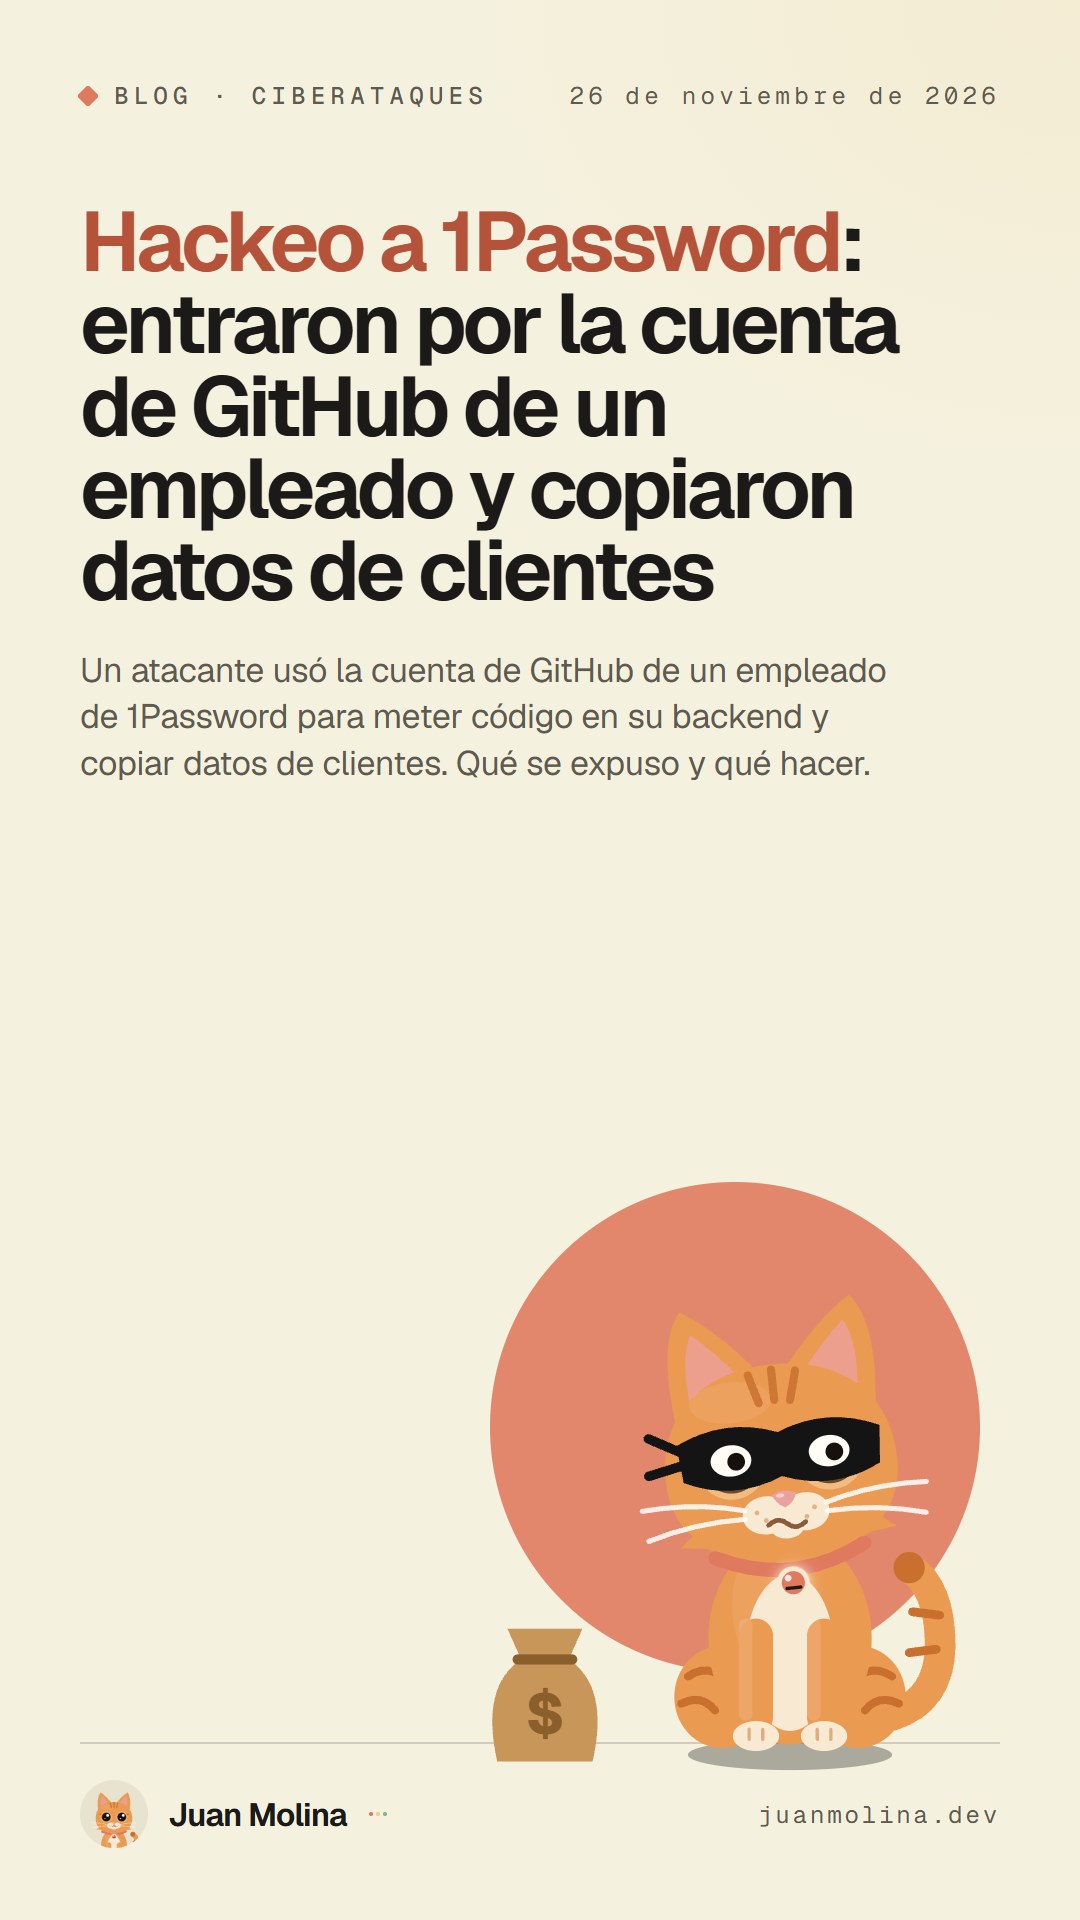 BLOG · CIBERATAQUES
26 de noviembre de 2026
Hackeo a 1Password:
entraron por la cuenta
de GitHub de un
empleado y copiaron
datos de clientes
Un atacante usó la cuenta de GitHub de un empleado
de 1Password para meter código en su backend y
copiar datos de clientes. Qué se expuso y qué hacer.
$
Juan Molina
juanmolina.dev